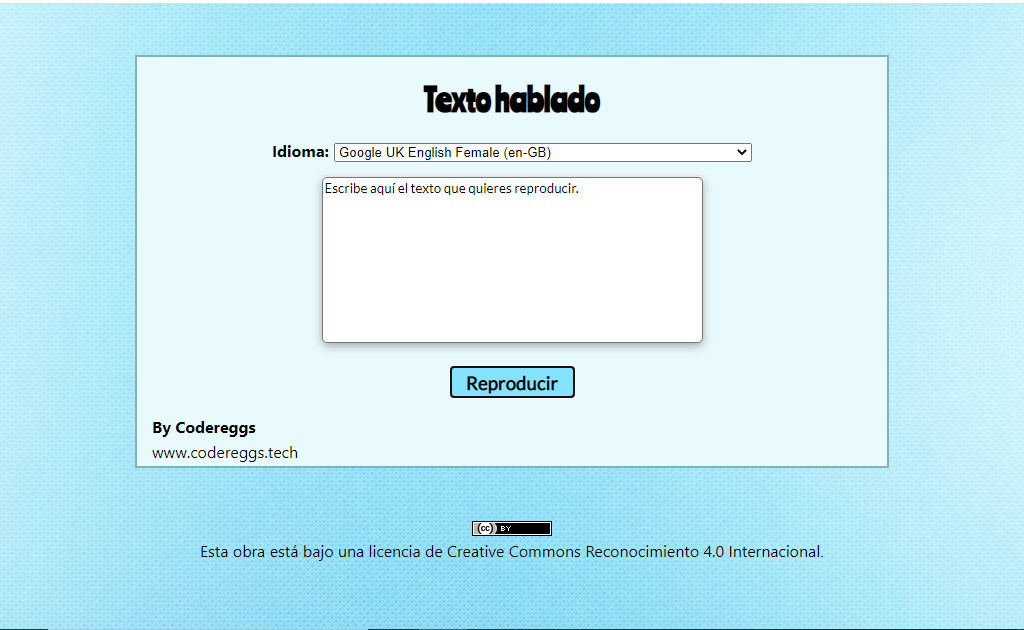 Texto hablado
Idioma: Google UK English Female (en-GB)
Escribe aquí el texto que quieres reproducir.
Reproducir
By Codereggs
www.codereggs.tech
cc BY
Esta obra está bajo una licencia de Creative Commons Reconocimiento 4.0 Internacional.